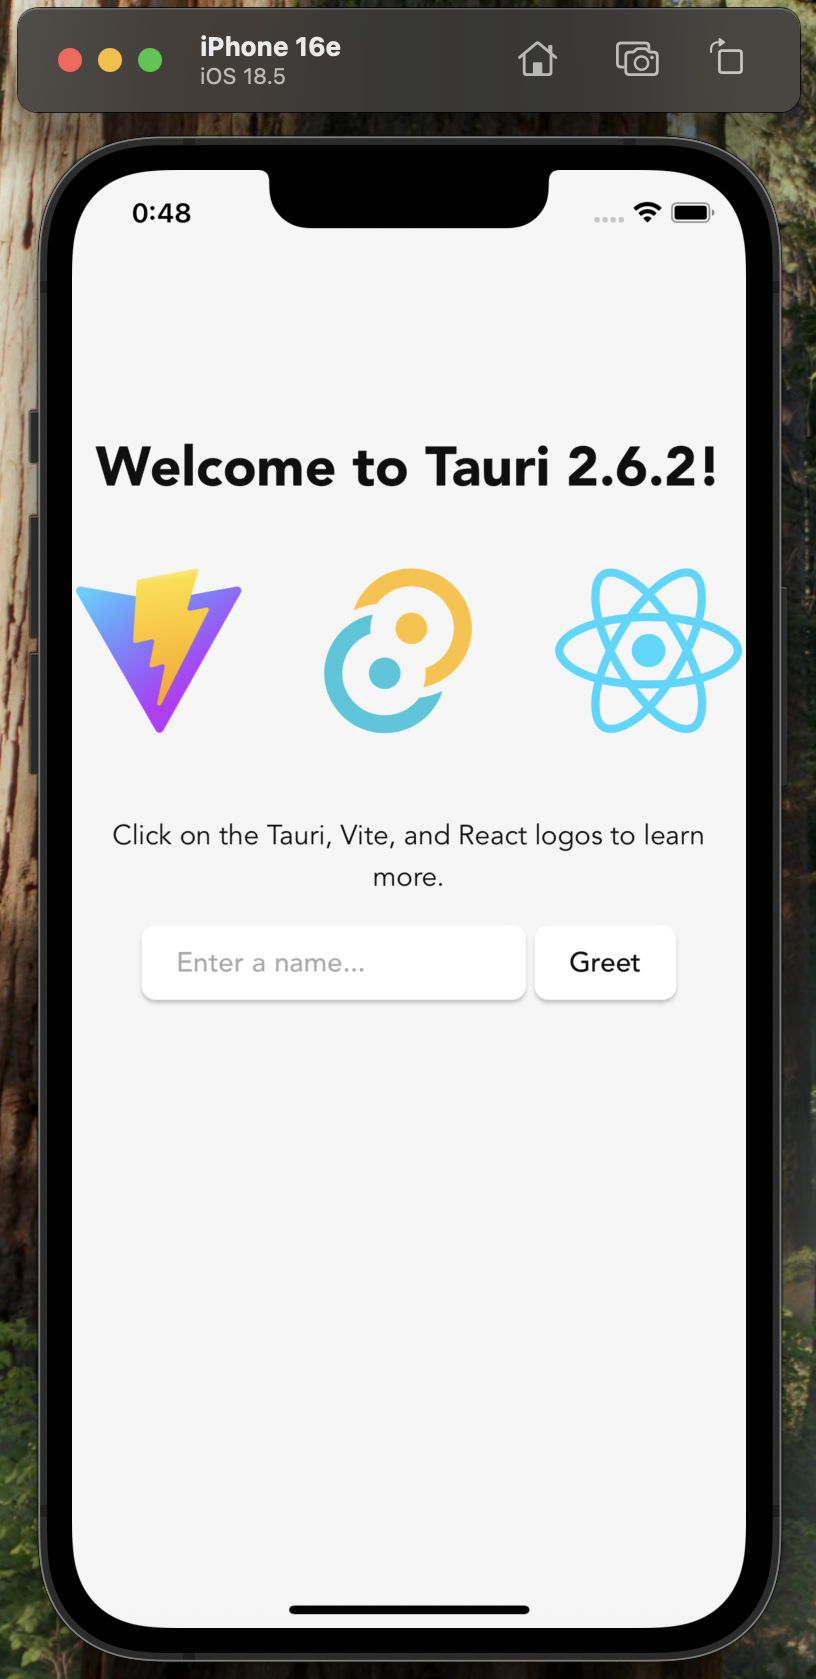 iPhone 16e
iOS 18.5
0:48
Welcome to Tauri 2.6.2!
Click on the Tauri, Vite, and React logos to learn
more.
Enter a name...
Greet